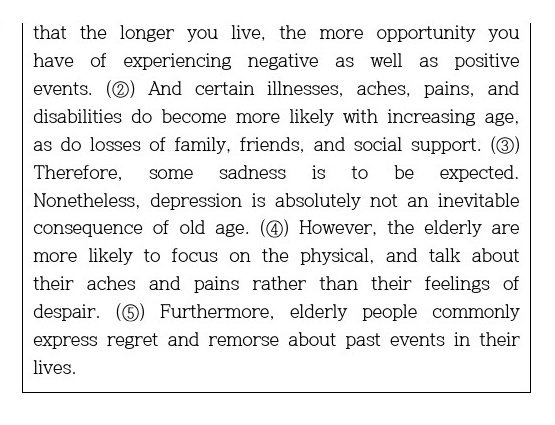 that the longer you live, the more opportunity you
have of experiencing negative as well as positive
events. (②) And certain illnesses, aches, pains, and
disabilities do become more likely with increasing age,
as do losses of family, friends, and social support. (③)
Therefore, some sadness is to be expected.
Nonetheless, depression is absolutely not an inevitable
consequence of old age. (④) However, the elderly are
more likely to focus on the physical, and talk about
their aches and pains rather than their feelings of
despair. (⑤) Furthermore, elderly people commonly
express regret and remorse about past events in their
lives.